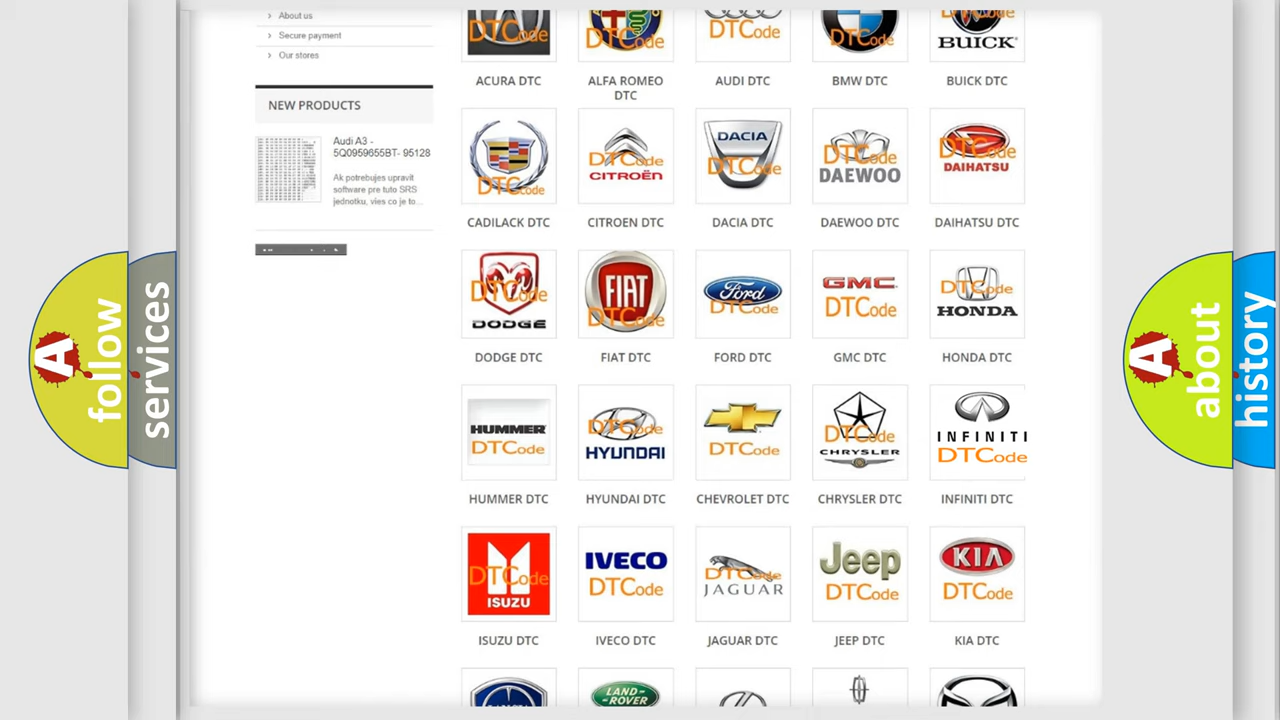 About us
Secure payment
Our stores
NEW PRODUCTS
Audi A3 -
5Q0959655BT- 95128
Ak potrebujes upravit
software pre tuto SRS
jednotku, vies co je to...
DTCode
DTCode
DTCode
DTCode
BUICK
ACURA DTC
ALFA ROMEO
DTC
AUDI DTC
BMW DTC
BUICK DTC
DTCode
DTCode
CITROËN
DACIA
DTCode
DTCode
DAEWOO
DTCode
DAIHATSU
CADILACK DTC
CITROEN DTC
DACIA DTC
DAEWOO DTC
DAIHATSU DTC
DTCode
DODGE
FIAT
DTCode
Ford
DTCode
GMC
DTCode
DTCode
HONDA
DODGE DTC
FIAT DTC
FORD DTC
GMC DTC
HONDA DTC
HUMMER
DTCode
DTCode
HYUNDAI
DTCode
DTCode
CHRYSLER
INFINITI
DTCode
HUMMER DTC
HYUNDAI DTC
CHEVROLET DTC
CHRYSLER DTC
INFINITI DTC
DTCode
ISUZU
IVECO
DTCode
DTCode
JAGUAR
Jeep
DTCode
KIA
DTCode
ISUZU DTC
IVECO DTC
JAGUAR DTC
JEEP DTC
KIA DTC
LAND-
ROVER
A
follow
services
A
about
history